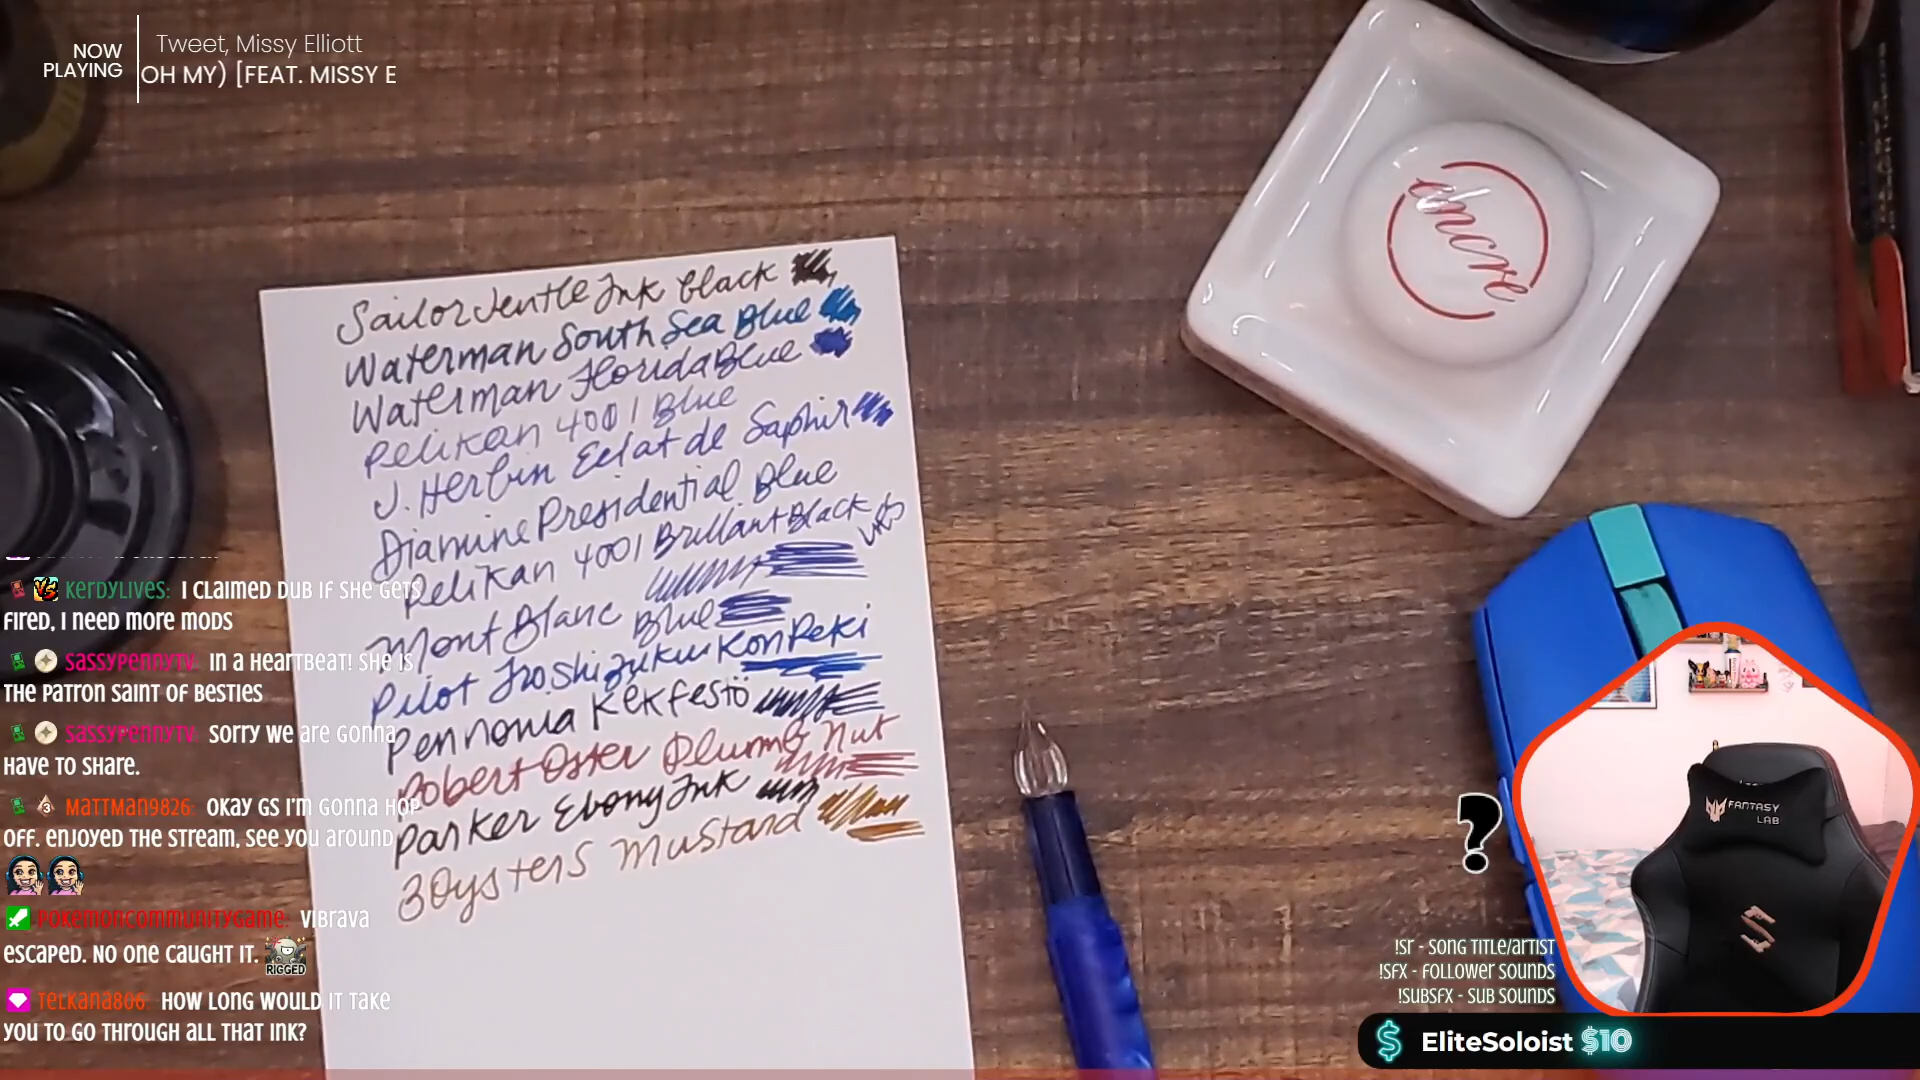 NOW PLAYING
Tweet, Missy Elliott
OH MY) [FEAT. MISSY E
encre
Sailor Jentle Ink black
Waterman South Sea Blue
Waterman Florida Blue
Pelikan 4001 Blue
J. Herbin Eclat de Saphir
Diamine Presidential Blue
Pelikan 4001 Brillant Black
Mont Blanc Blue
Pilot Iroshizuku Kon Peki
Pennonia Kékfestö
Robert Oster Plumb Nut
Parker Ebony Ink
3 Oysters Mustard
KerdyLives: I claimed dub if she gets
fired, I need more mods
SassyPennyTV: In a heartbeat! She is
the patron saint of besties
SassyPennyTV: sorry we are gonna
have to share.
Mattman9826: Okay GS I'm gonna hop
off. enjoyed the stream, see you around
PokemonCommunityGame: Vibrava
escaped. No one caught it.
RIGGED
Teckana806: How long would it take
you to go through all that ink?
FANTASY
LAB
?
!sr - song title/artist
!sfx - follower sounds
!subsfx - sub sounds
EliteSoloist $10